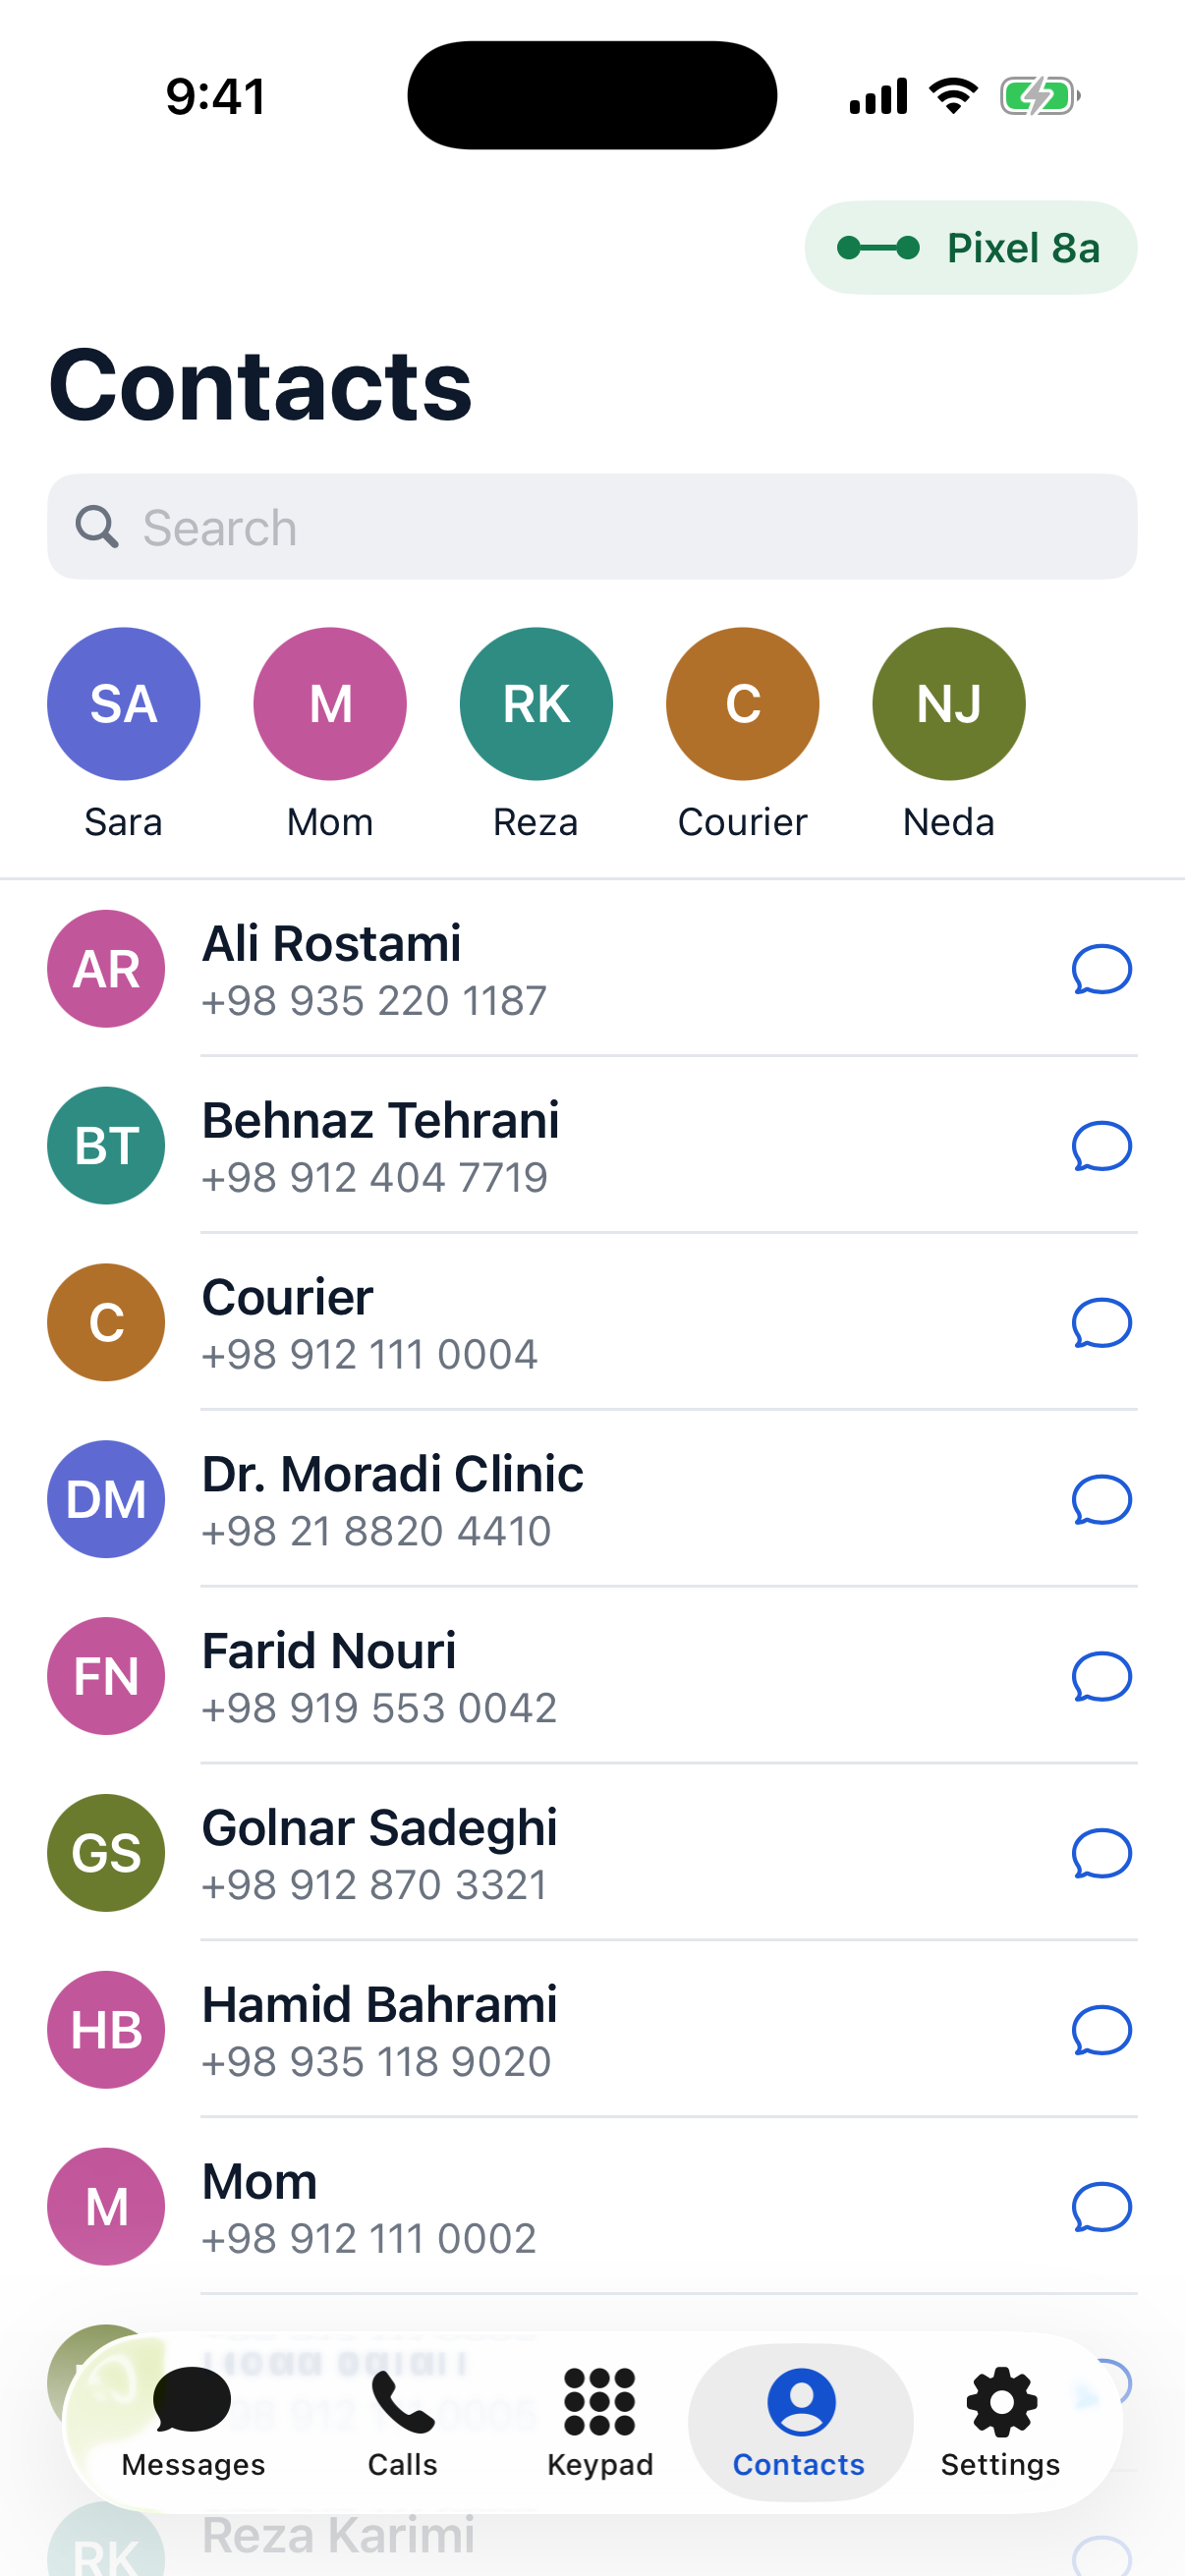 9:41
Pixel 8a
Contacts
Search
SA
M
RK
C
NJ
Sara
Mom
Reza
Courier
Neda
AR
Ali Rostami
+98 935 220 1187
BT
Behnaz Tehrani
+98 912 404 7719
C
Courier
+98 912 111 0004
DM
Dr. Moradi Clinic
+98 21 8820 4410
FN
Farid Nouri
+98 919 553 0042
GS
Golnar Sadeghi
+98 912 870 3321
HB
Hamid Bahrami
+98 935 118 9020
M
Mom
+98 912 111 0002
Messages
Calls
Keypad
Contacts
Settings
RK
Reza Karimi